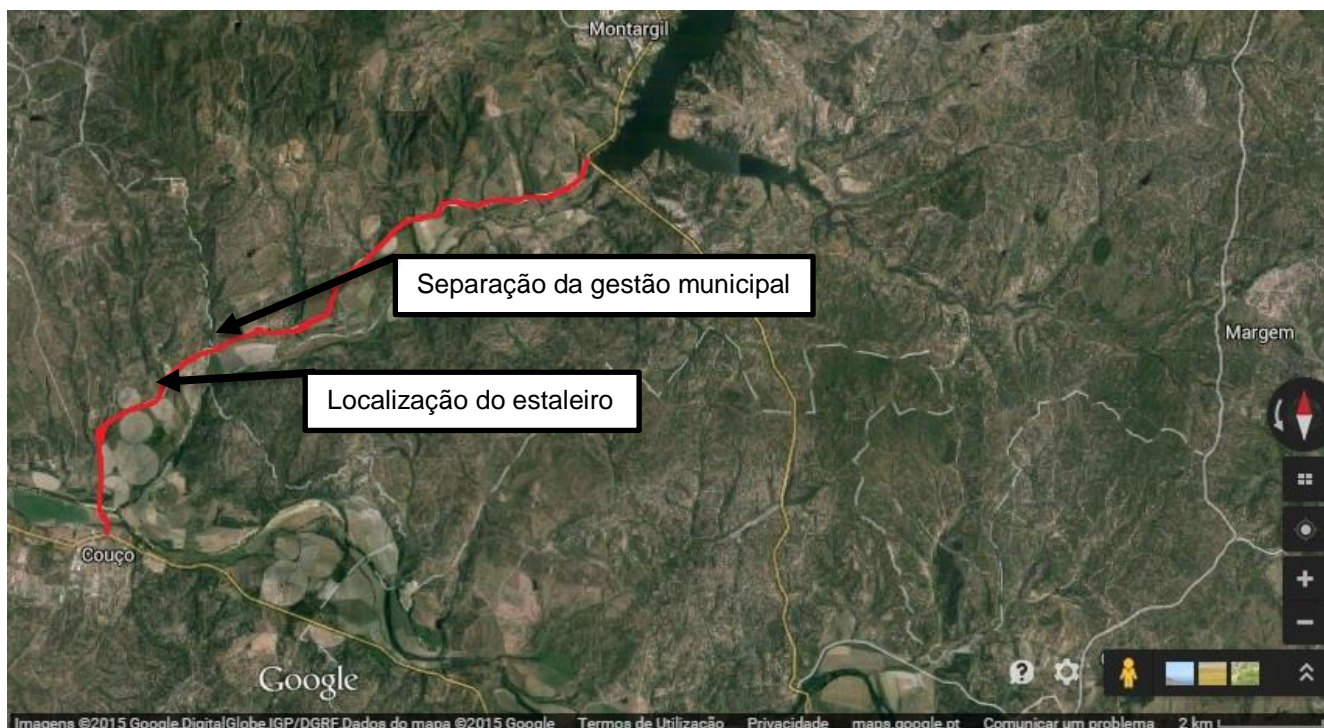 Montargil
Separação da gestão municipal
Margem
Localização do estaleiro
Couço
Google
Imagens ©2015 Google,DigitalGlobe,IGP/DGRF,Dados do mapa ©2015 Google Termos de Utilização Privacidade maps.google.pt Comunicar um problema 2 km